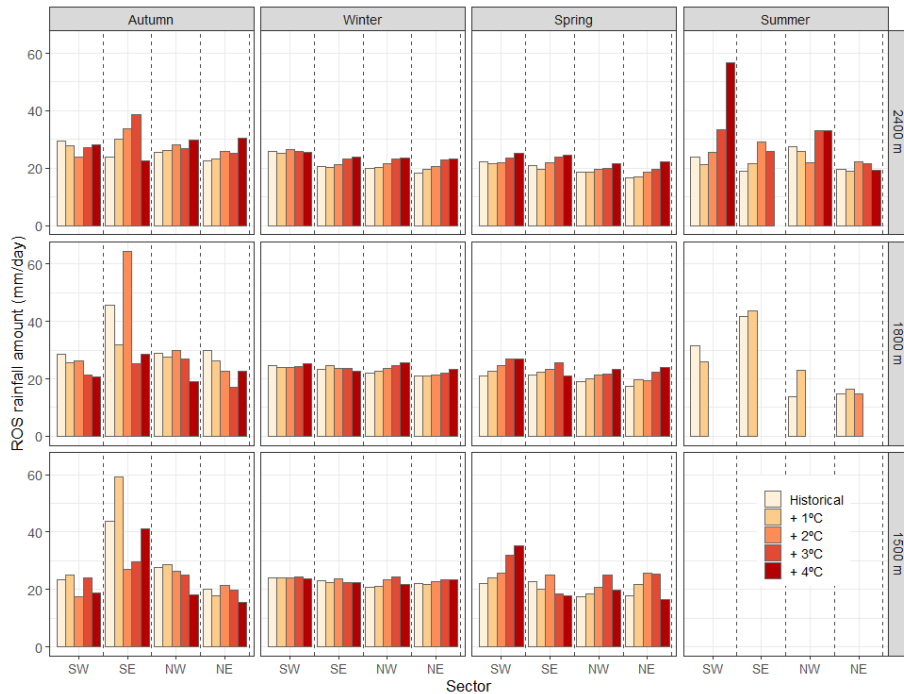 Autumn Winter Spring Summer
ROS rainfall amount (mm/day)
60
40
20
0
2400 m
60
40
20
0
1800 m
60
40
20
0
1500 m
Historical
+ 1ºC
+ 2ºC
+ 3ºC
+ 4ºC
SW SE NW NE SW SE NW NE SW SE NW NE SW SE NW NE
Sector